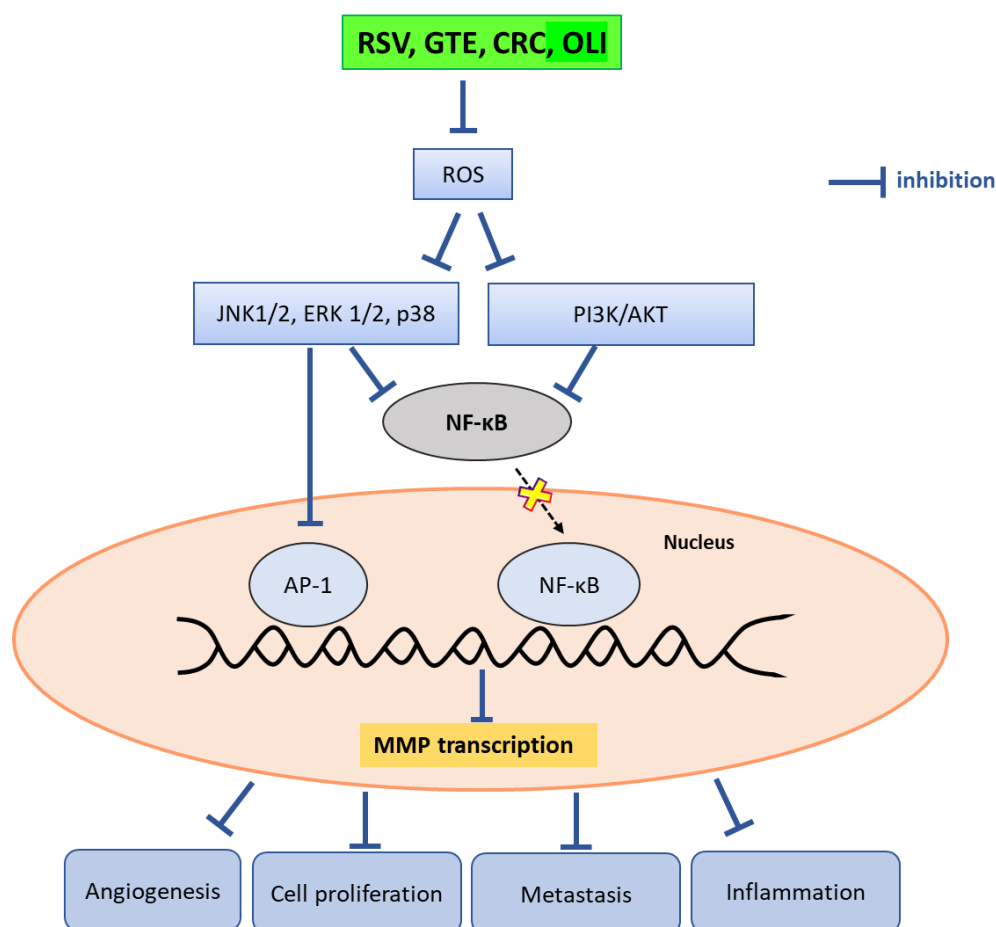 RSV, GTE, CRC, OLI
ROS
inhibition
JNK1/2, ERK 1/2, p38
PI3K/AKT
NF-κB
Nucleus
AP-1
NF-κB
MMP transcription
Angiogenesis
Cell proliferation
Metastasis
Inflammation